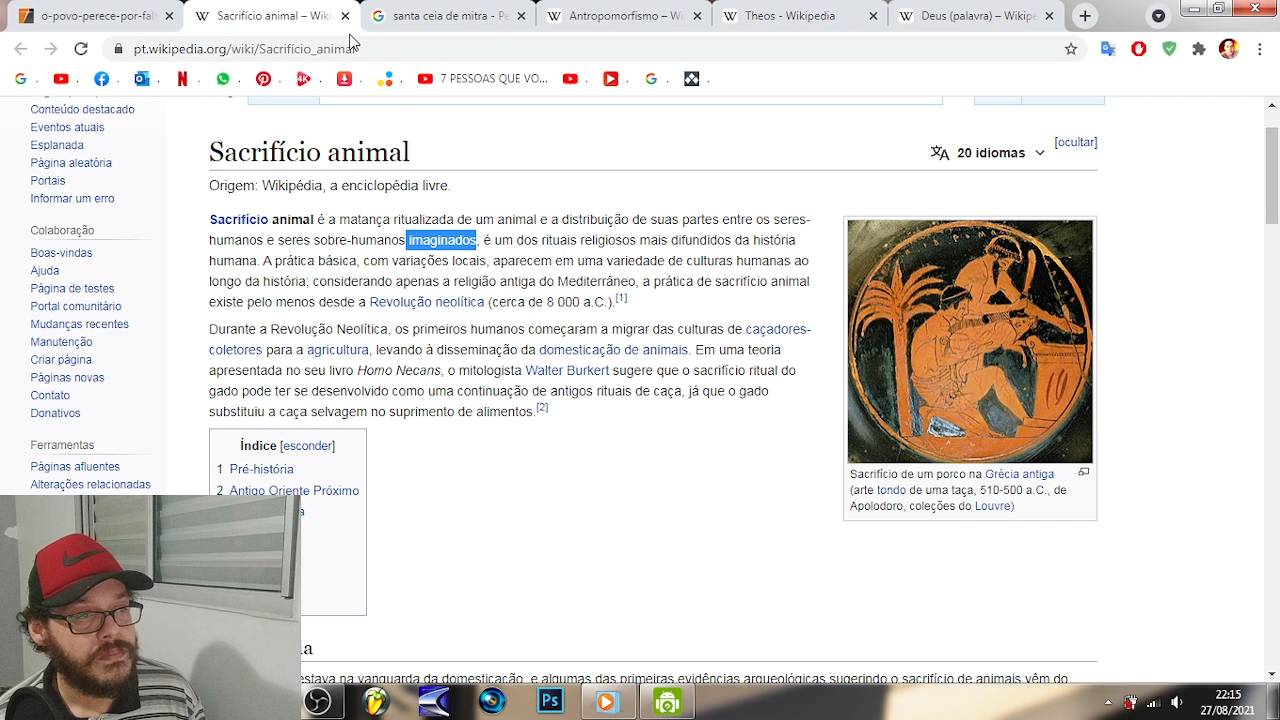 o-povo-perece-por-falt
Sacrifício animal – Wiki
santa ceia de mitra - Pe
Antropomorfismo – Wi
Theos - Wikipedia
Deus (palavra) – Wikipé
pt.wikipedia.org/wiki/Sacrifício_animal
7 PESSOAS QUE VO...
Conteúdo destacado
Eventos atuais
Esplanada
Página aleatória
Portais
Informar um erro
Colaboração
Boas-vindas
Ajuda
Página de testes
Portal comunitário
Mudanças recentes
Manutenção
Criar página
Páginas novas
Contato
Donativos
Ferramentas
Páginas afluentes
Alterações relacionadas
[ocultar]
Sacrifício animal
20 idiomas
Origem: Wikipédia, a enciclopédia livre.
Sacrifício animal é a matança ritualizada de um animal e a distribuição de suas partes entre os seres-
humanos e seres sobre-humanos imaginados, é um dos rituais religiosos mais difundidos da história
humana. A prática básica, com variações locais, aparecem em uma variedade de culturas humanas ao
longo da história; considerando apenas a religião antiga do Mediterrâneo, a prática de sacrifício animal
existe pelo menos desde a Revolução neolítica (cerca de 8 000 a.C.).[1]
Durante a Revolução Neolítica, os primeiros humanos começaram a migrar das culturas de caçadores-
coletores para a agricultura, levando à disseminação da domesticação de animais. Em uma teoria
apresentada no seu livro Homo Necans, o mitologista Walter Burkert sugere que o sacrifício ritual do
gado pode ter se desenvolvido como uma continuação de antigos rituais de caça, já que o gado
substituiu a caça selvagem no suprimento de alimentos.[2]
Índice [esconder]
1 Pré-história
2 Antigo Oriente Próximo
Sacrifício de um porco na Grécia antiga
(arte tondo de uma taça, 510-500 a.C., de
Apolodoro, coleções do Louvre)
estava na vanguarda da domesticação, e algumas das primeiras evidências arqueológicas sugerindo o sacrifício de animais vêm do
Ps
22:15
27/08/2021